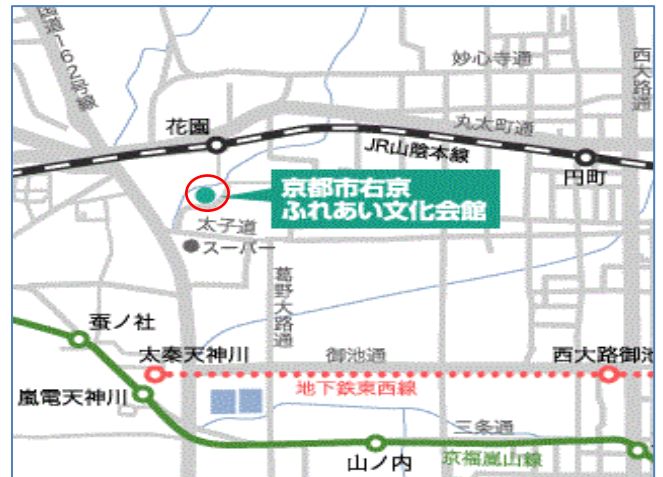 国道162号線
妙心寺通
西大路通
花園
丸太町通
JR山陰本線
円町
京都市右京
ふれあい文化会館
太子道
スーパー
葛野大路通
蚕ノ社
太秦天神川
御池通
西大路御池
地下鉄東西線
嵐電天神川
三条通
山ノ内
京福嵐山線